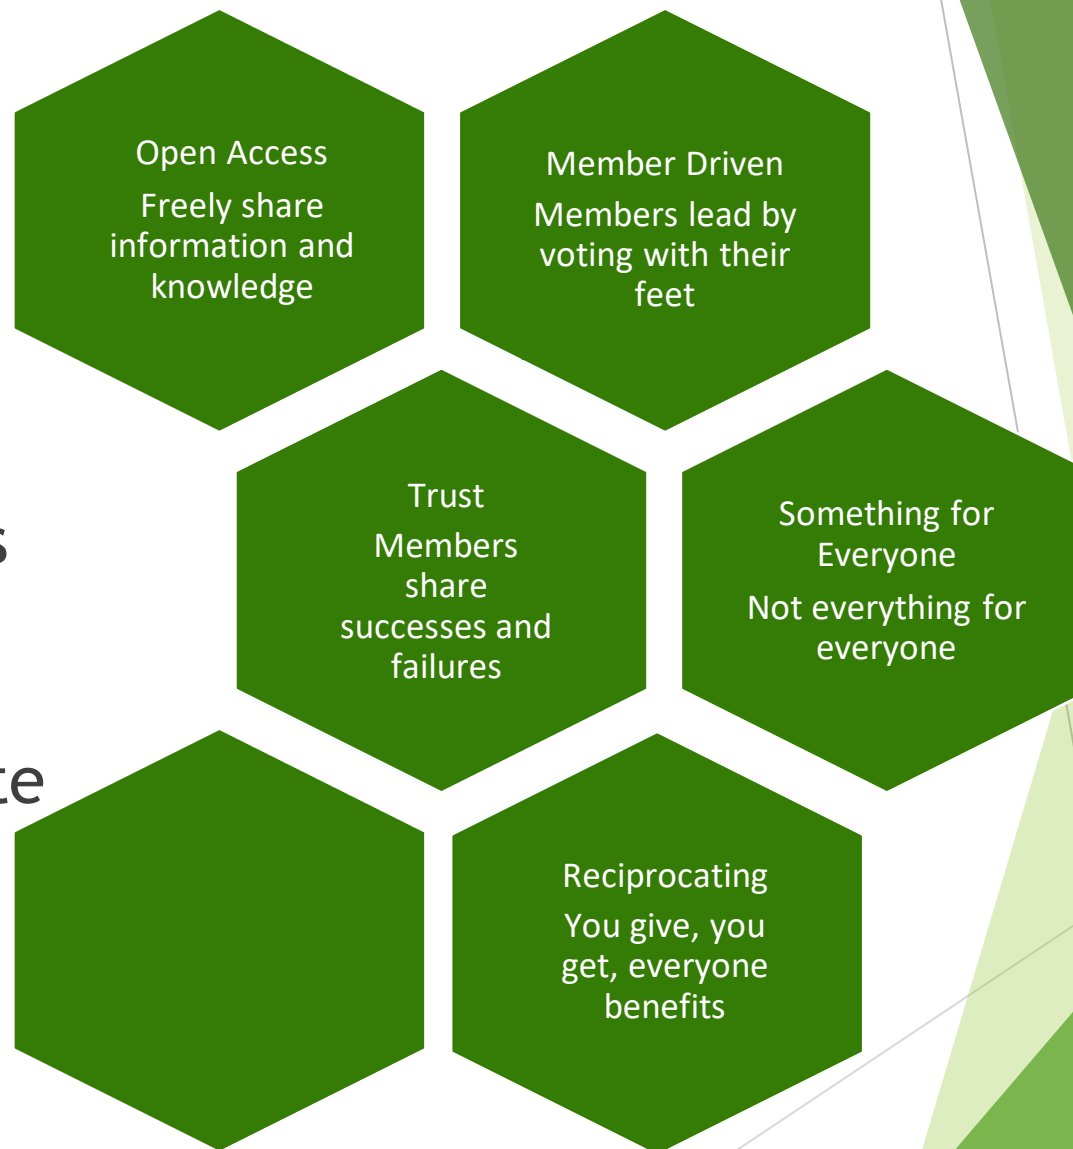 Open Access
Freely share
information and
knowledge
Member Driven
Members lead by
voting with their
feet
Trust
Members
share
successes and
failures
Something for
Everyone
Not everything for
everyone
Reciprocating
You give, you
get, everyone
benefits